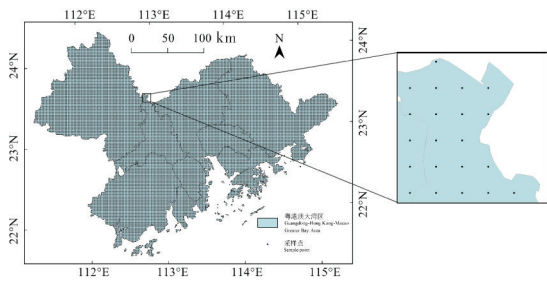 112°E 113°E 114°E 115°E
0 50 100 km
N
24°N
23°N
22°N
24°N
23°N
22°N
粤港澳大湾区
Guangdong-Hong Kong-Macao
Greater Bay Area
采样点
Sample point
112°E 113°E 114°E 115°E